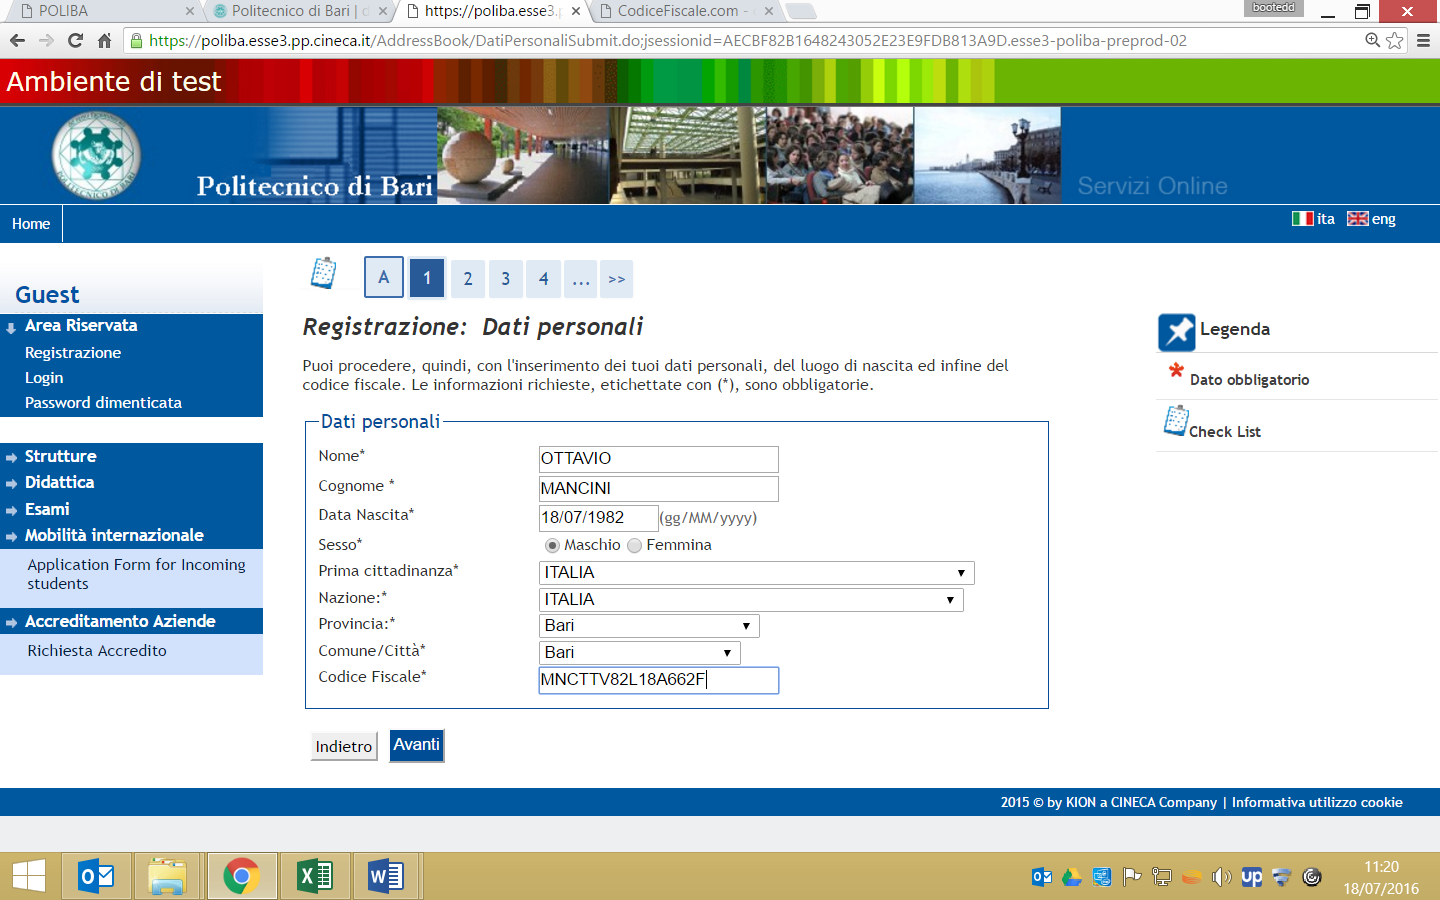 POLIBA
Politecnico di Bari | d
https://poliba.esse3.p
CodiceFiscale.com -
bootedd
https://poliba.esse3.pp.cineca.it/AddressBook/DatiPersonaliSubmit.do;jsessionid=AECBF82B1648243052E23E9FDB813A9D.esse3-poliba-preprod-02
Ambiente di test
Politecnico di Bari
Servizi Online
Home
ita
eng
A 1 2 3 4 ... >>
Guest
Area Riservata
Registrazione
Login
Password dimenticata
Strutture
Didattica
Esami
Mobilità internazionale
Application Form for Incoming
students
Accreditamento Aziende
Richiesta Accredito
Registrazione: Dati personali
Puoi procedere, quindi, con l'inserimento dei tuoi dati personali, del luogo di nascita ed infine del
codice fiscale. Le informazioni richieste, etichettate con (*), sono obbligatorie.
Dati personali
Nome* OTTAVIO
Cognome * MANCINI
Data Nascita* 18/07/1982 (gg/MM/yyyy)
Sesso* Maschio Femmina
Prima cittadinanza* ITALIA
Nazione:* ITALIA
Provincia:* Bari
Comune/Città* Bari
Codice Fiscale* MNCTTV82L18A662F
Indietro Avanti
Legenda
* Dato obbligatorio
Check List
2015 © by KION a CINECA Company | Informativa utilizzo cookie
up
11:20
18/07/2016